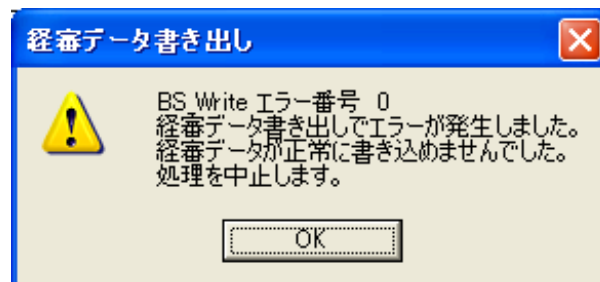 経審データ書き出し
BS_Write エラー番号 0
経審データ書き出しでエラーが発生しました。
経審データが正常に書き込めませんでした。
処理を中止します。
OK